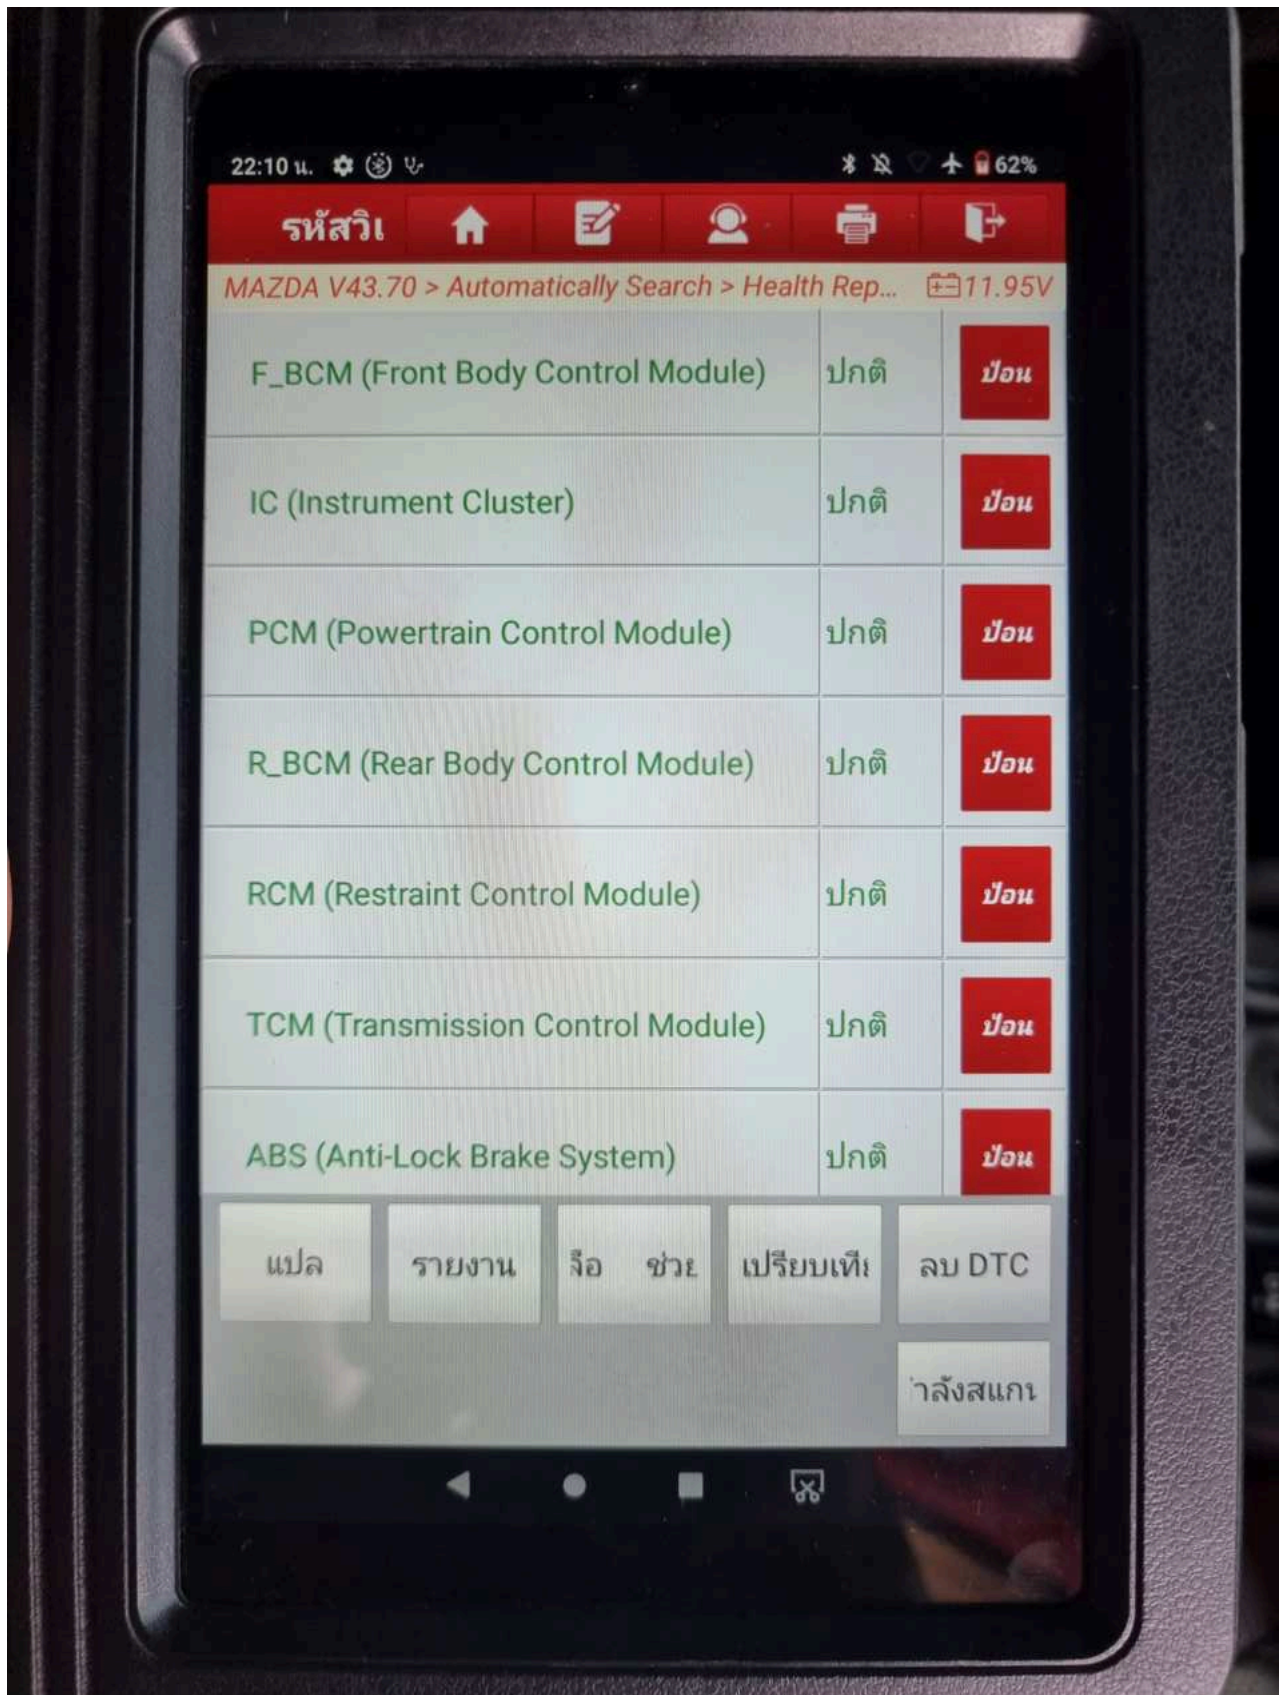 22:10 น. 62%
รหัสวิเ
MAZDA V43.70 > Automatically Search > Health Rep... 11.95V
F_BCM (Front Body Control Module) ปกติ ป้อน
IC (Instrument Cluster) ปกติ ป้อน
PCM (Powertrain Control Module) ปกติ ป้อน
R_BCM (Rear Body Control Module) ปกติ ป้อน
RCM (Restraint Control Module) ปกติ ป้อน
TCM (Transmission Control Module) ปกติ ป้อน
ABS (Anti-Lock Brake System) ปกติ ป้อน
แปล รายงาน ช่วย เปรียบเที ลบ DTC
ำลังสแกน